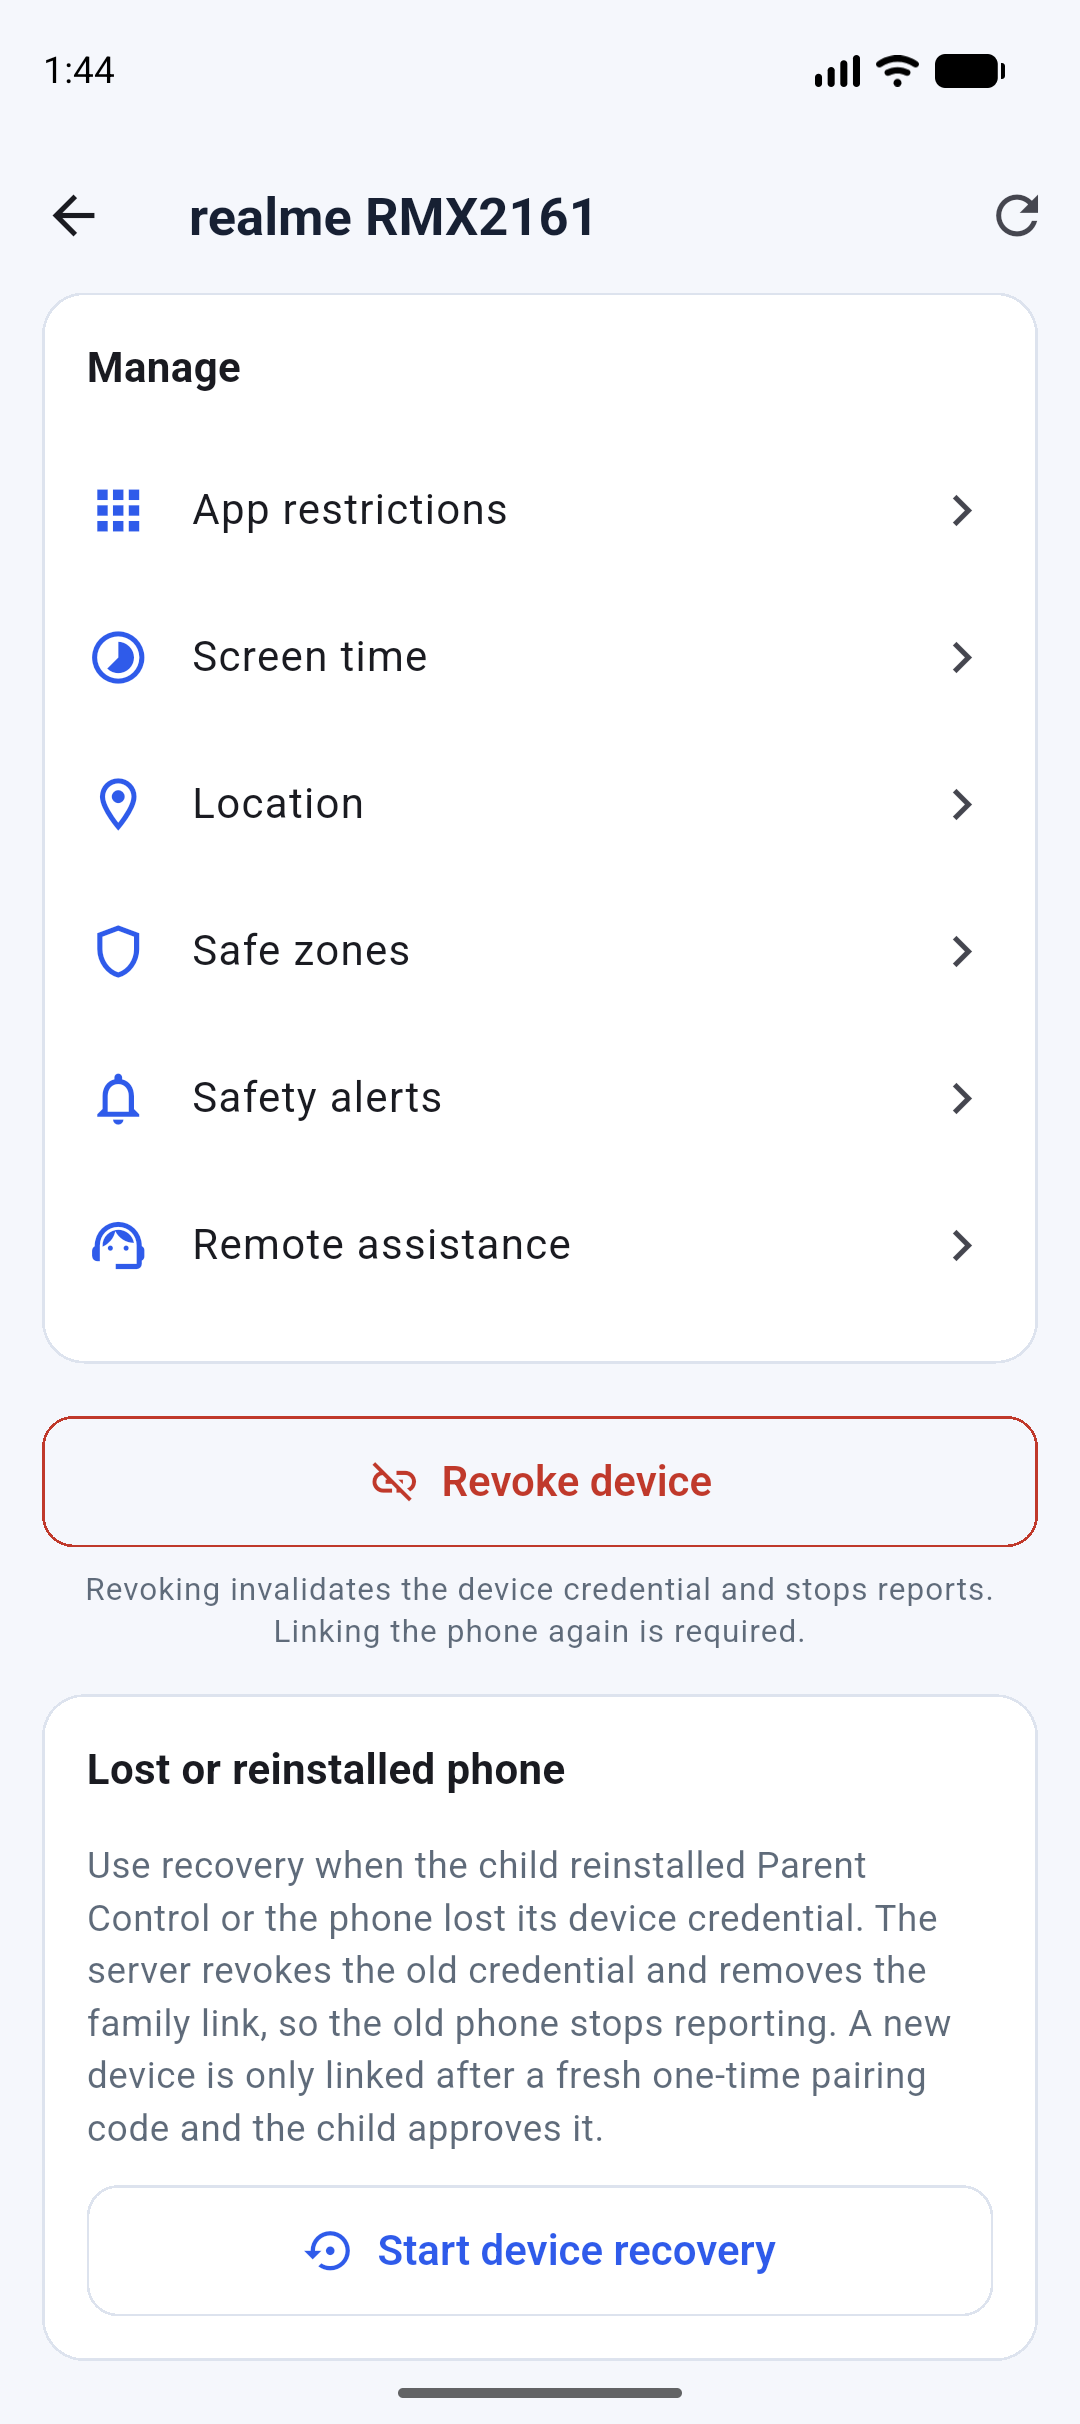 1:44
realme RMX2161
Manage
App restrictions
Screen time
Location
Safe zones
Safety alerts
Remote assistance
Revoke device
Revoking invalidates the device credential and stops reports.
Linking the phone again is required.
Lost or reinstalled phone
Use recovery when the child reinstalled Parent
Control or the phone lost its device credential. The
server revokes the old credential and removes the
family link, so the old phone stops reporting. A new
device is only linked after a fresh one-time pairing
code and the child approves it.
Start device recovery